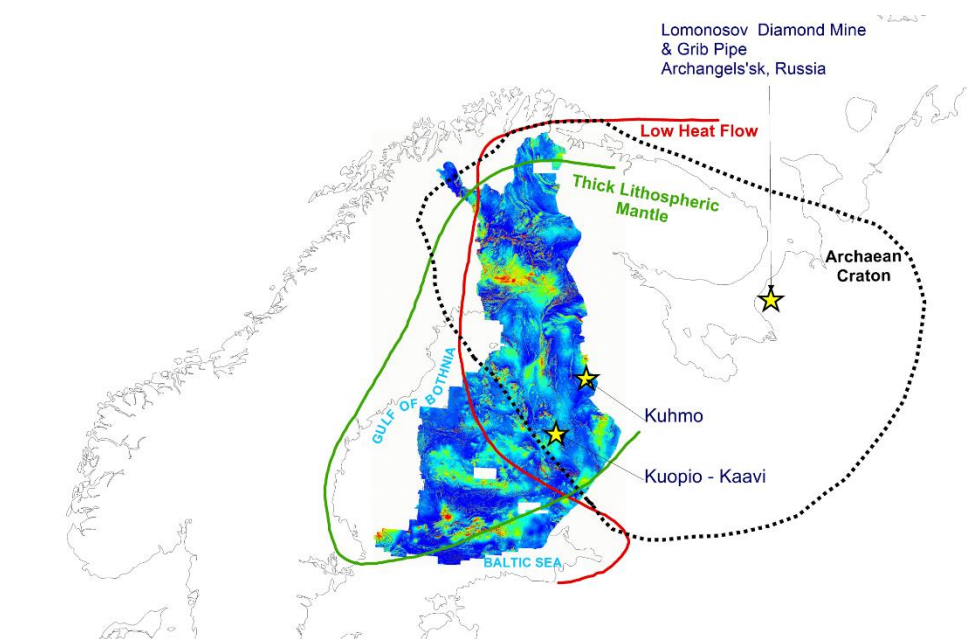 Lomonosov Diamond Mine
& Grib Pipe
Archangels'sk, Russia
Low Heat Flow
Thick Lithospheric
Mantle
Archaean
Craton
GULF OF BOTHNIA
Kuhmo
Kuopio - Kaavi
BALTIC SEA